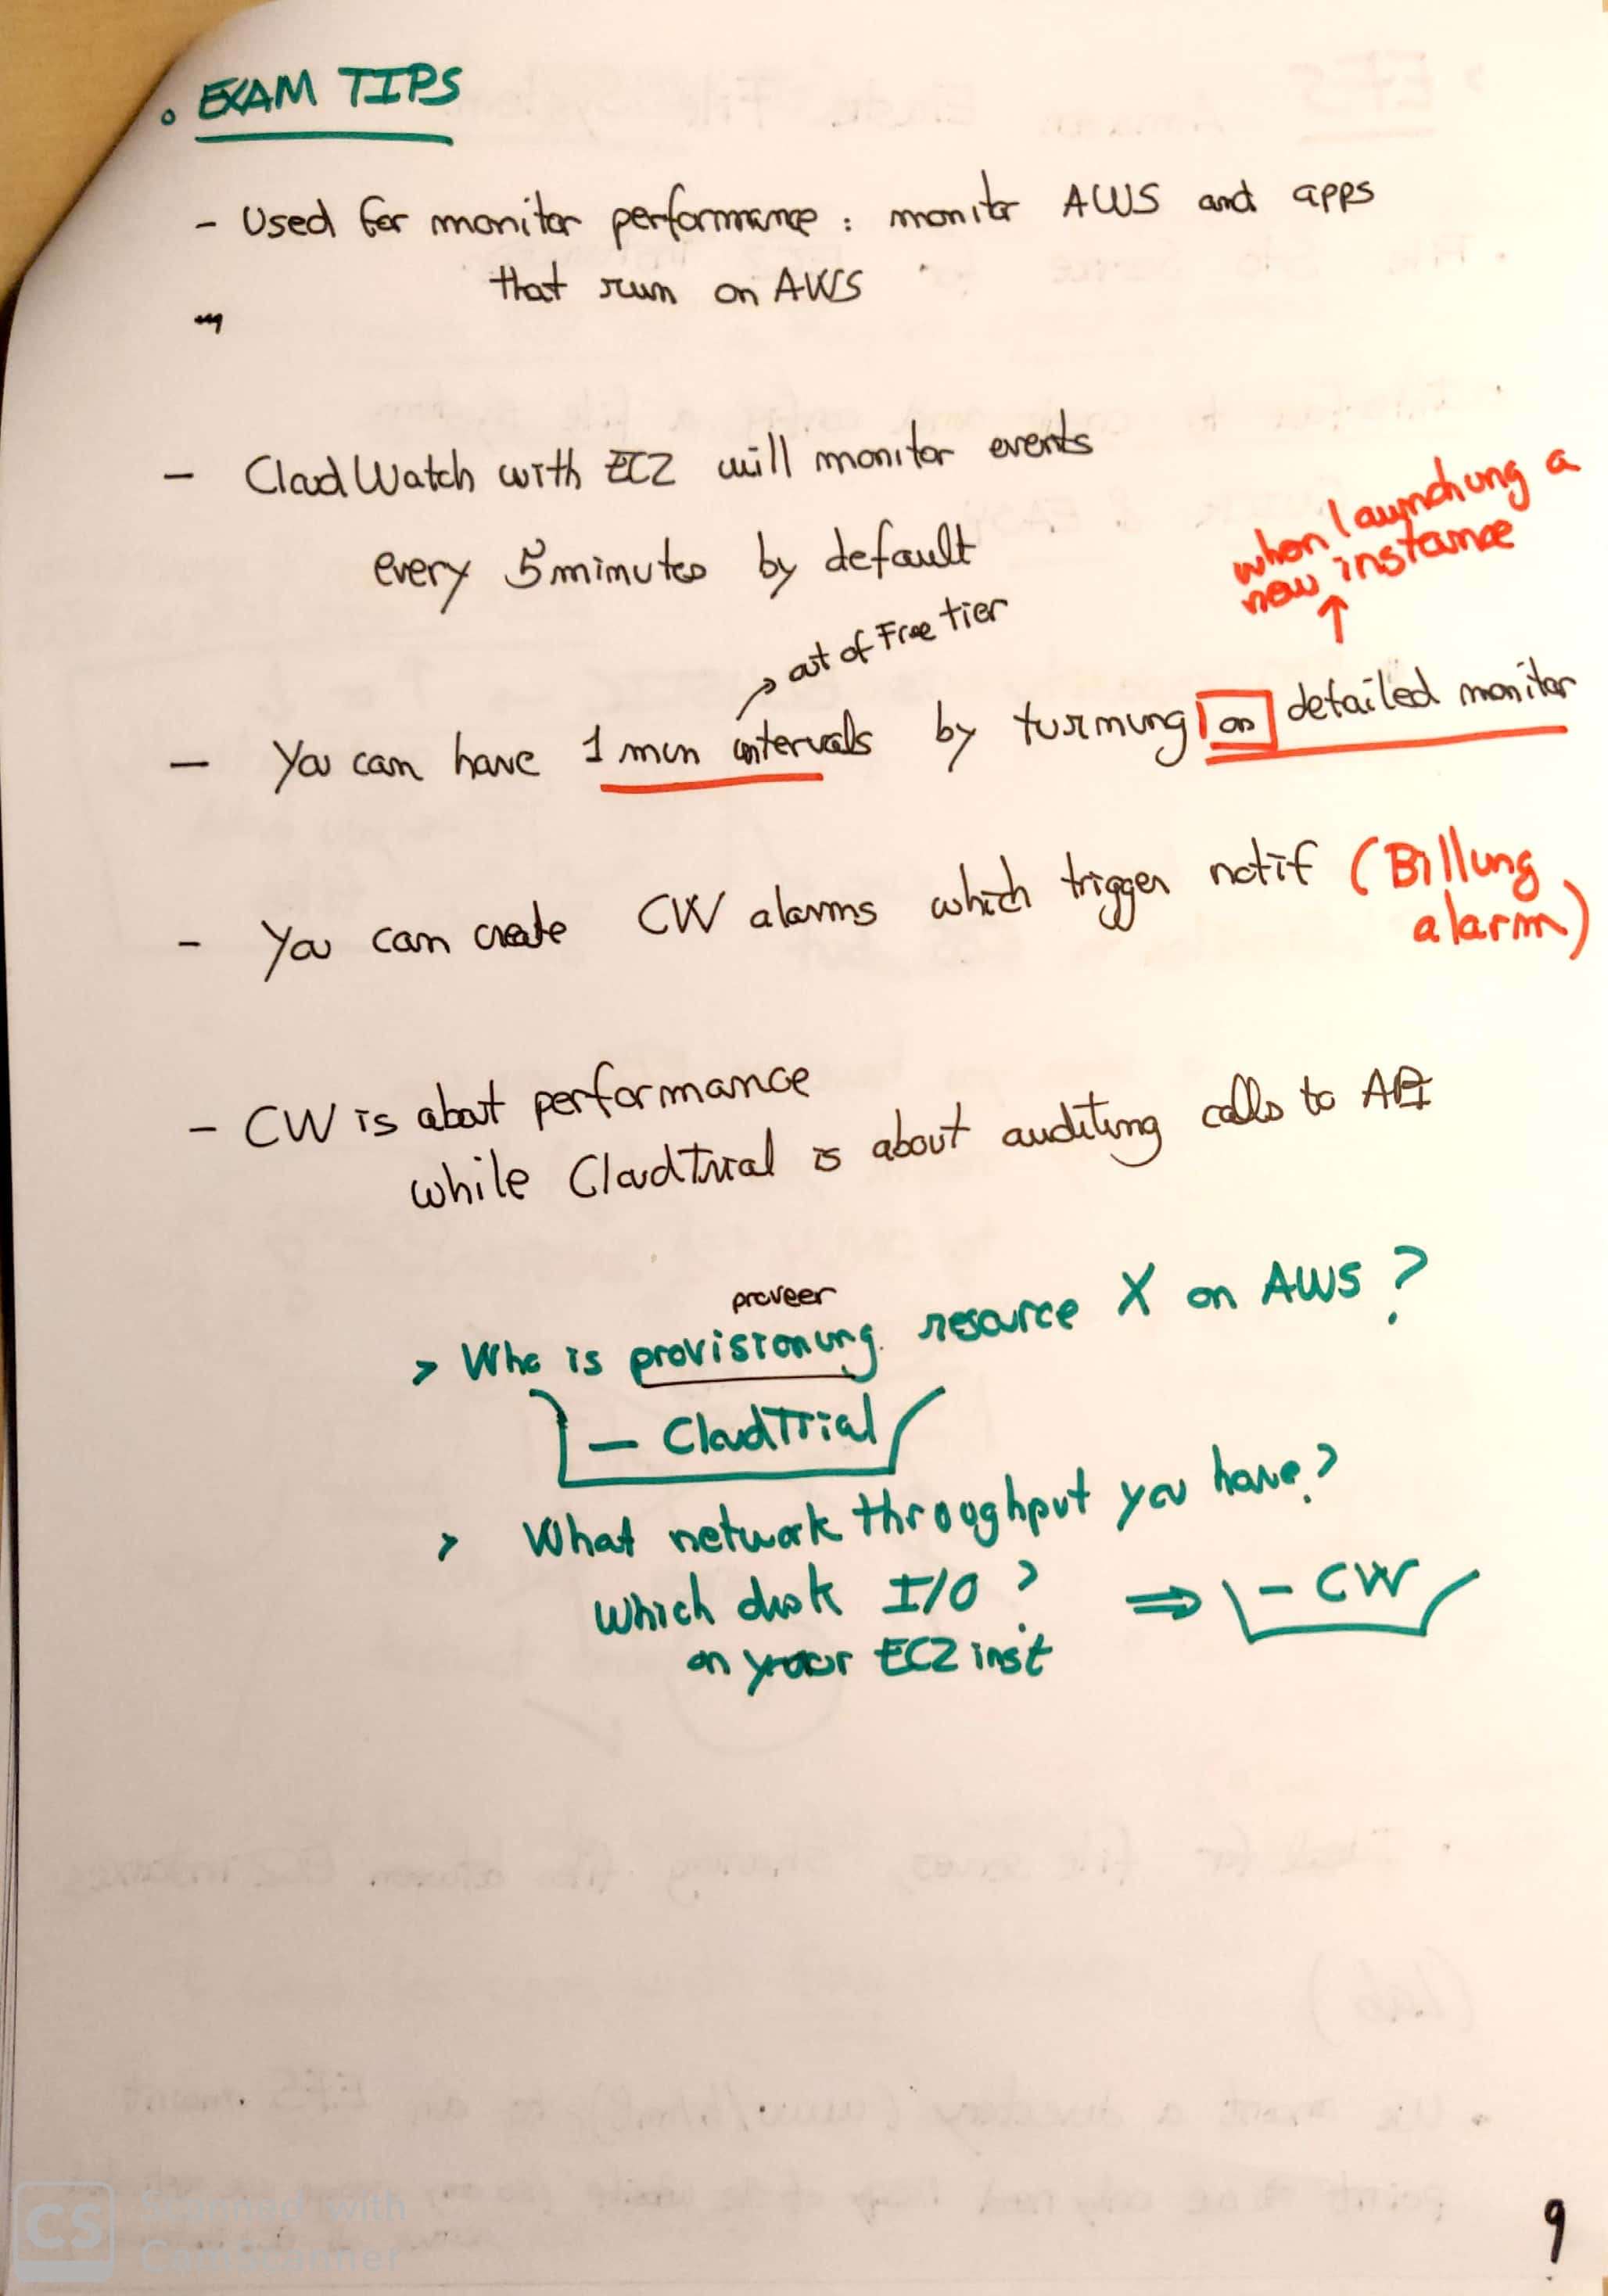 • EXAM TIPS
- Used for monitor performance : monitor AWS and apps
that run on AWS
- Cloud Watch with EC2 will monitor events
every 5 minutes by default
when launching a
new instance
↑
out of Free tier
- You can have 1 min intervals by turning on detailed monitor
- You can create CW alarms which trigger notif (Billing
alarm)
- CW is about performance
while CloudTrial is about auditing calls to API
proveer
> Who is provisioning resource X on AWS ?
- CloudTrial
> What network throughput you have?
Which disk I/O ? ⇒ - CW
on your EC2 inst
CS Scanned with
CamScanner
9